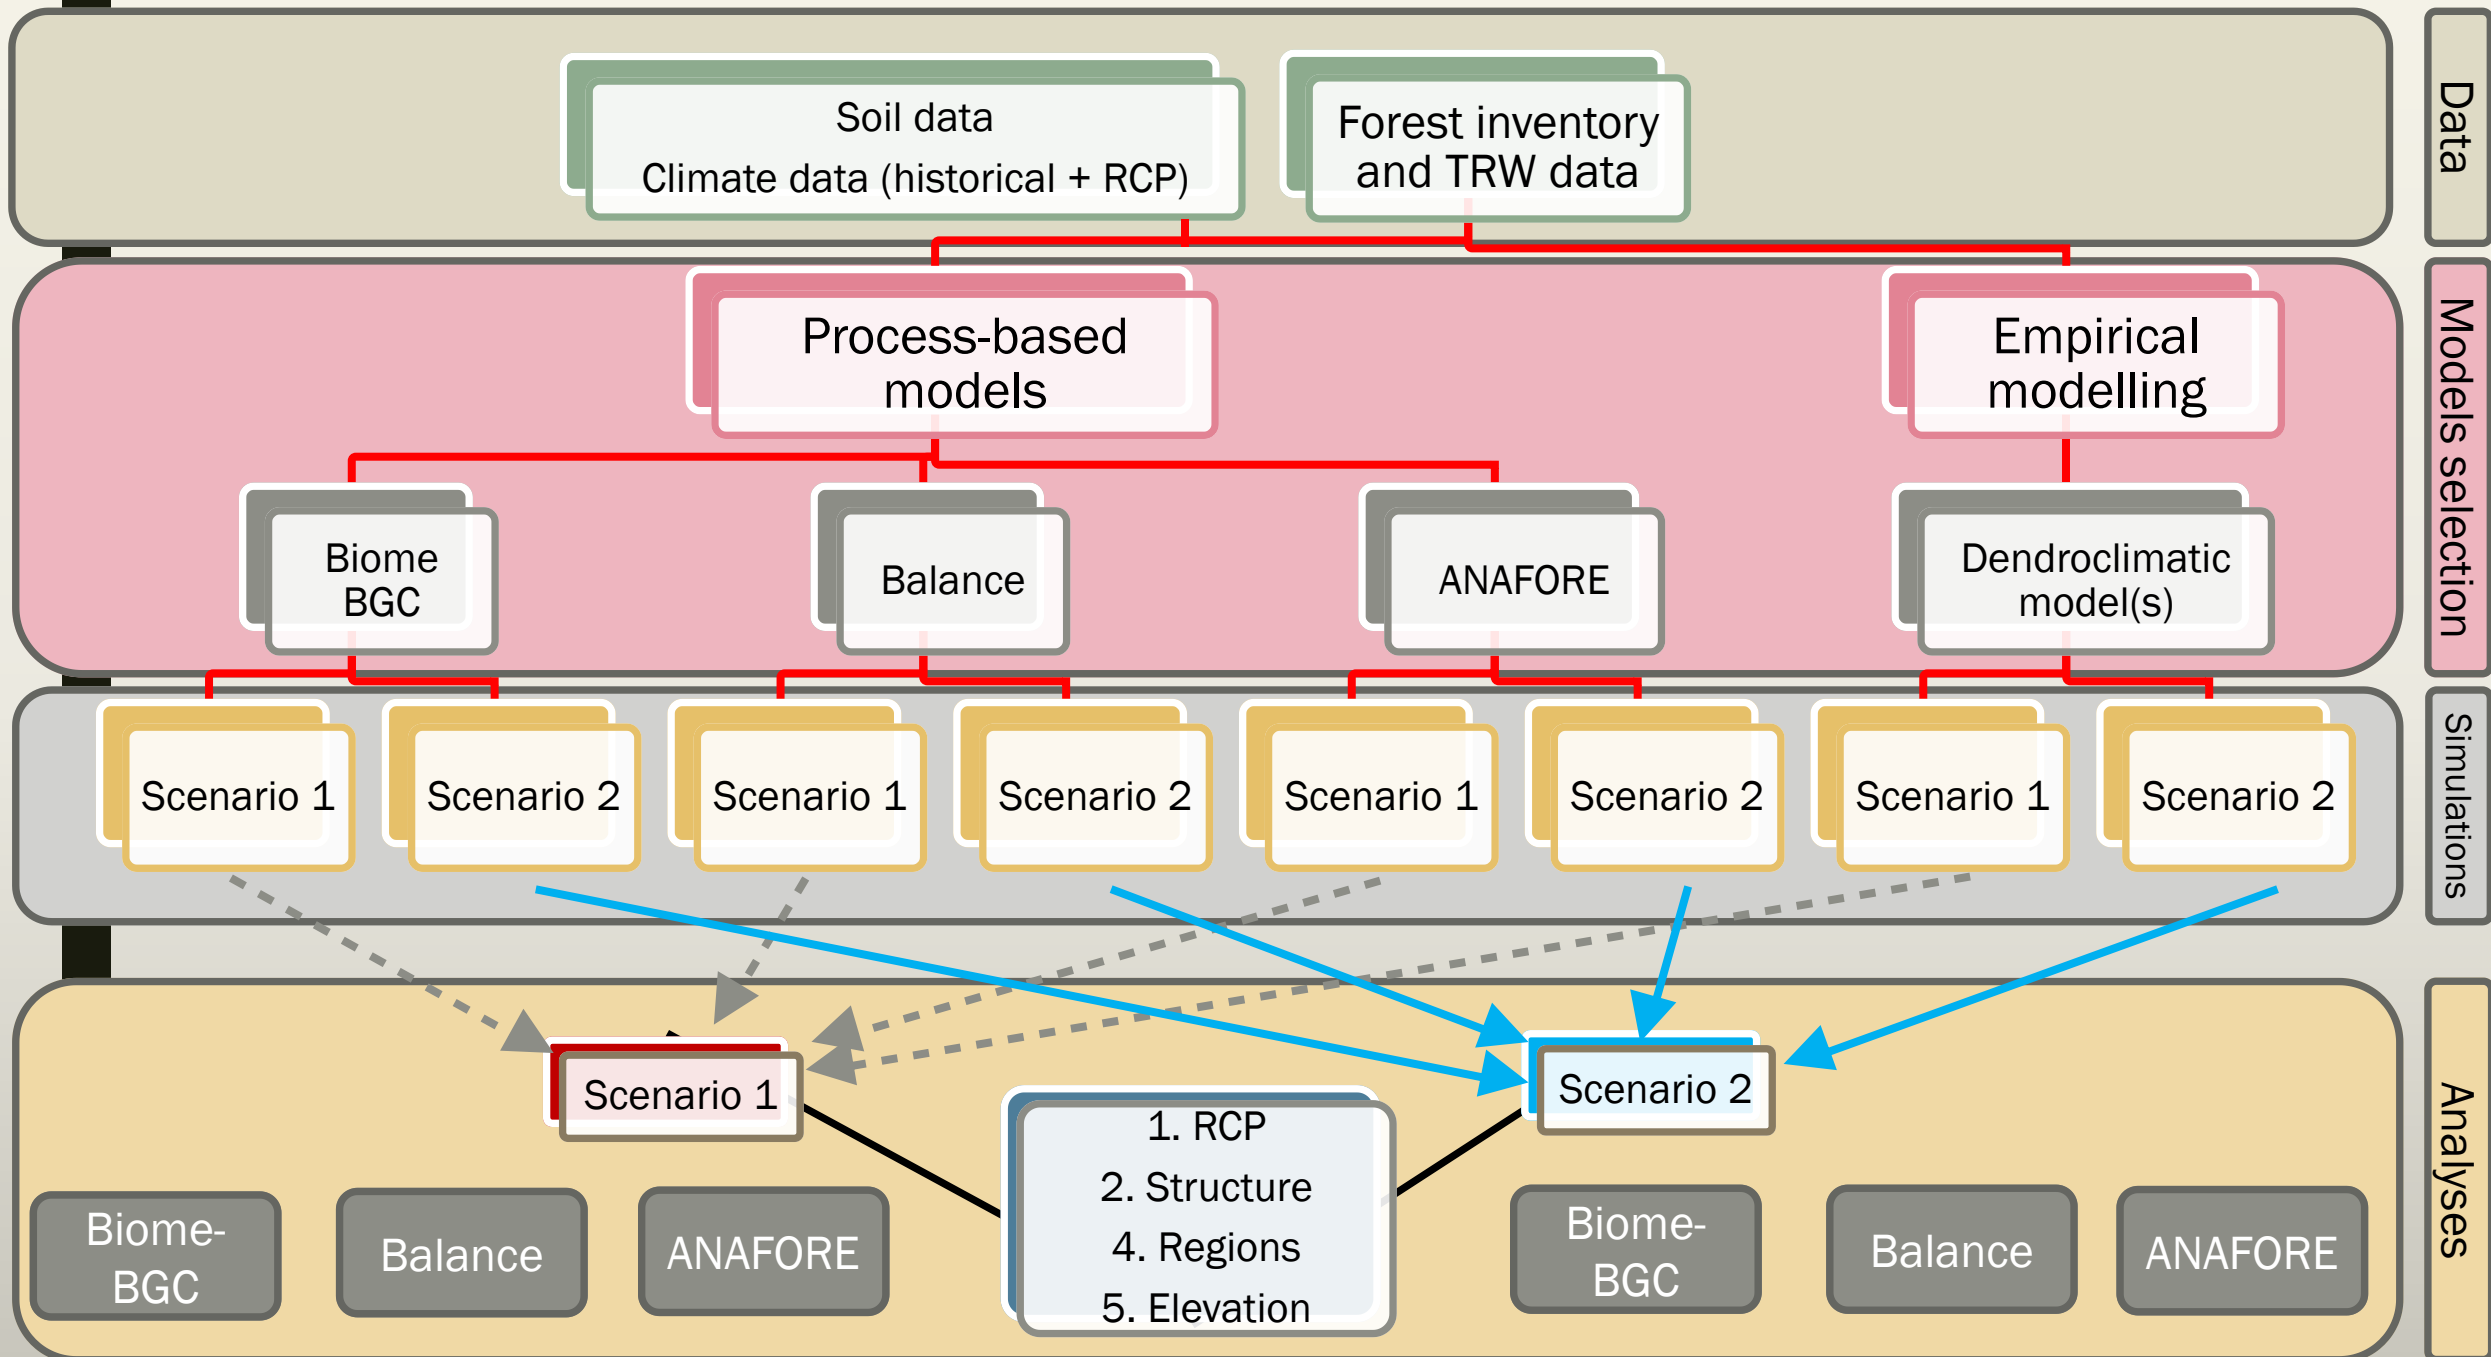 Soil data
Climate data (historical + RCP)
Forest inventory
and TRW data
Data
Process-based
models
Empirical
modelling
Biome
BGC
Balance
ANAFORE
Dendroclimatic
model(s)
Models selection
Scenario 1
Scenario 2
Scenario 1
Scenario 2
Scenario 1
Scenario 2
Scenario 1
Scenario 2
Simulations
Scenario 1
Scenario 2
1. RCP
2. Structure
4. Regions
5. Elevation
Biome-
BGC
Balance
ANAFORE
Biome-
BGC
Balance
ANAFORE
Analyses